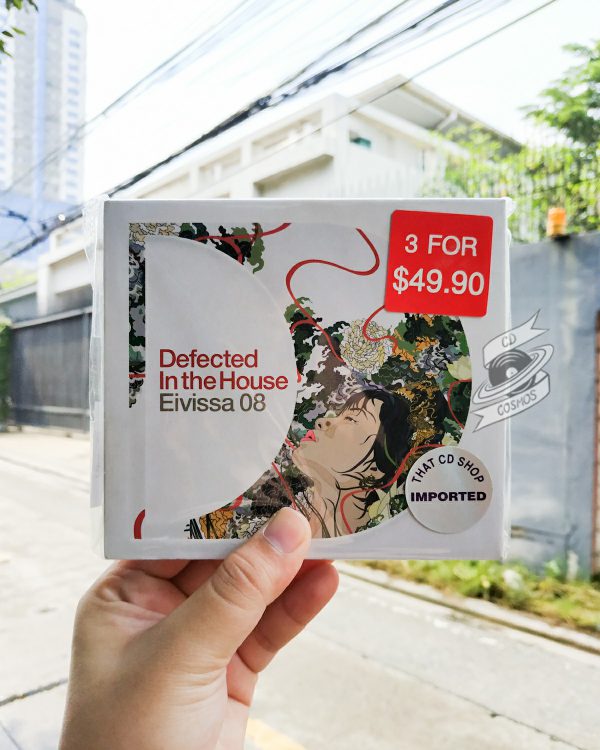 3 FOR
$49.90
Defected
In the House
Eivissa 08
CD
COSMOS
THAT CD SHOP
IMPORTED